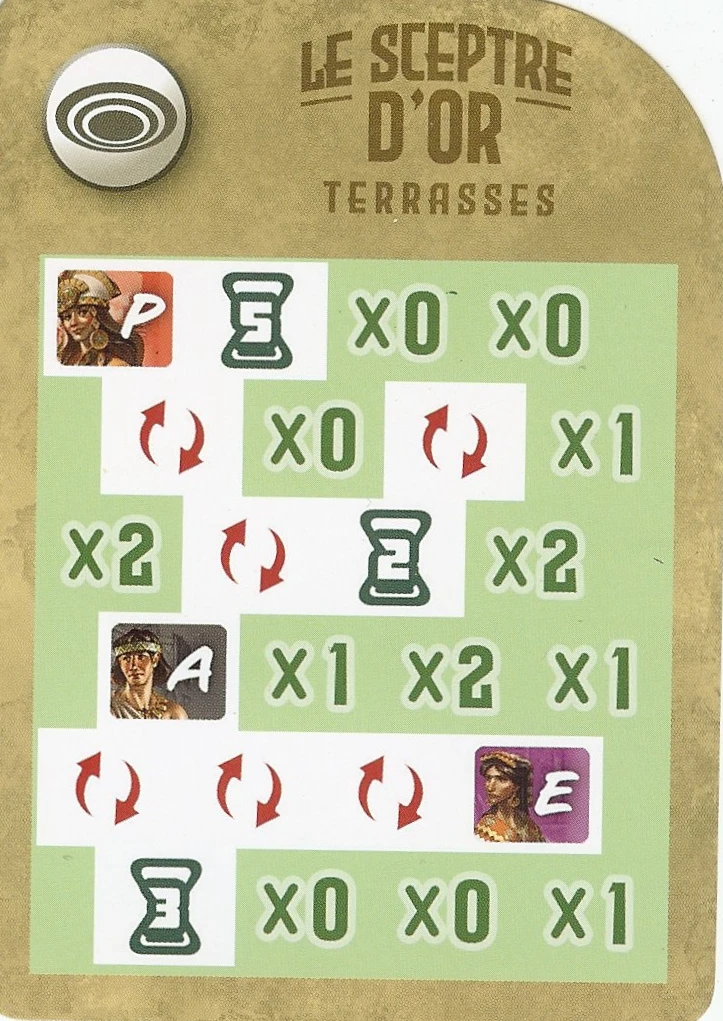 LE SCEPTRE
D'OR
TERRASSES
P 5 X0 X0
X0 X1
X2 2 X2
A X1 X2 X1
E
3 X0 X0 X1